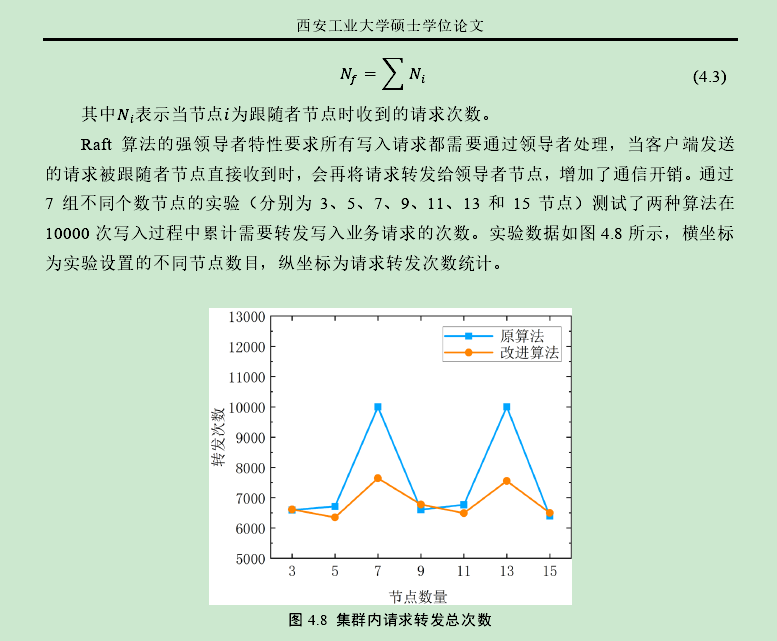 西安工业大学硕士学位论文
N_f = ∑ N_i (4.3)
其中N_i表示当节点i为跟随者节点时收到的请求次数。
Raft 算法的强领导者特性要求所有写入请求都需要通过领导者处理，当客户端发送
的请求被跟随者节点直接收到时，会再将请求转发给领导者节点，增加了通信开销。通过
7 组不同个数节点的实验（分别为 3、5、7、9、11、13 和 15 节点）测试了两种算法在
10000 次写入过程中累计需要转发写入业务请求的次数。实验数据如图 4.8 所示，横坐标
为实验设置的不同节点数目，纵坐标为请求转发次数统计。
原算法
改进算法
转发次数
13000
12000
11000
10000
9000
8000
7000
6000
5000
3 5 7 9 11 13 15
节点数量
图 4.8 集群内请求转发总次数